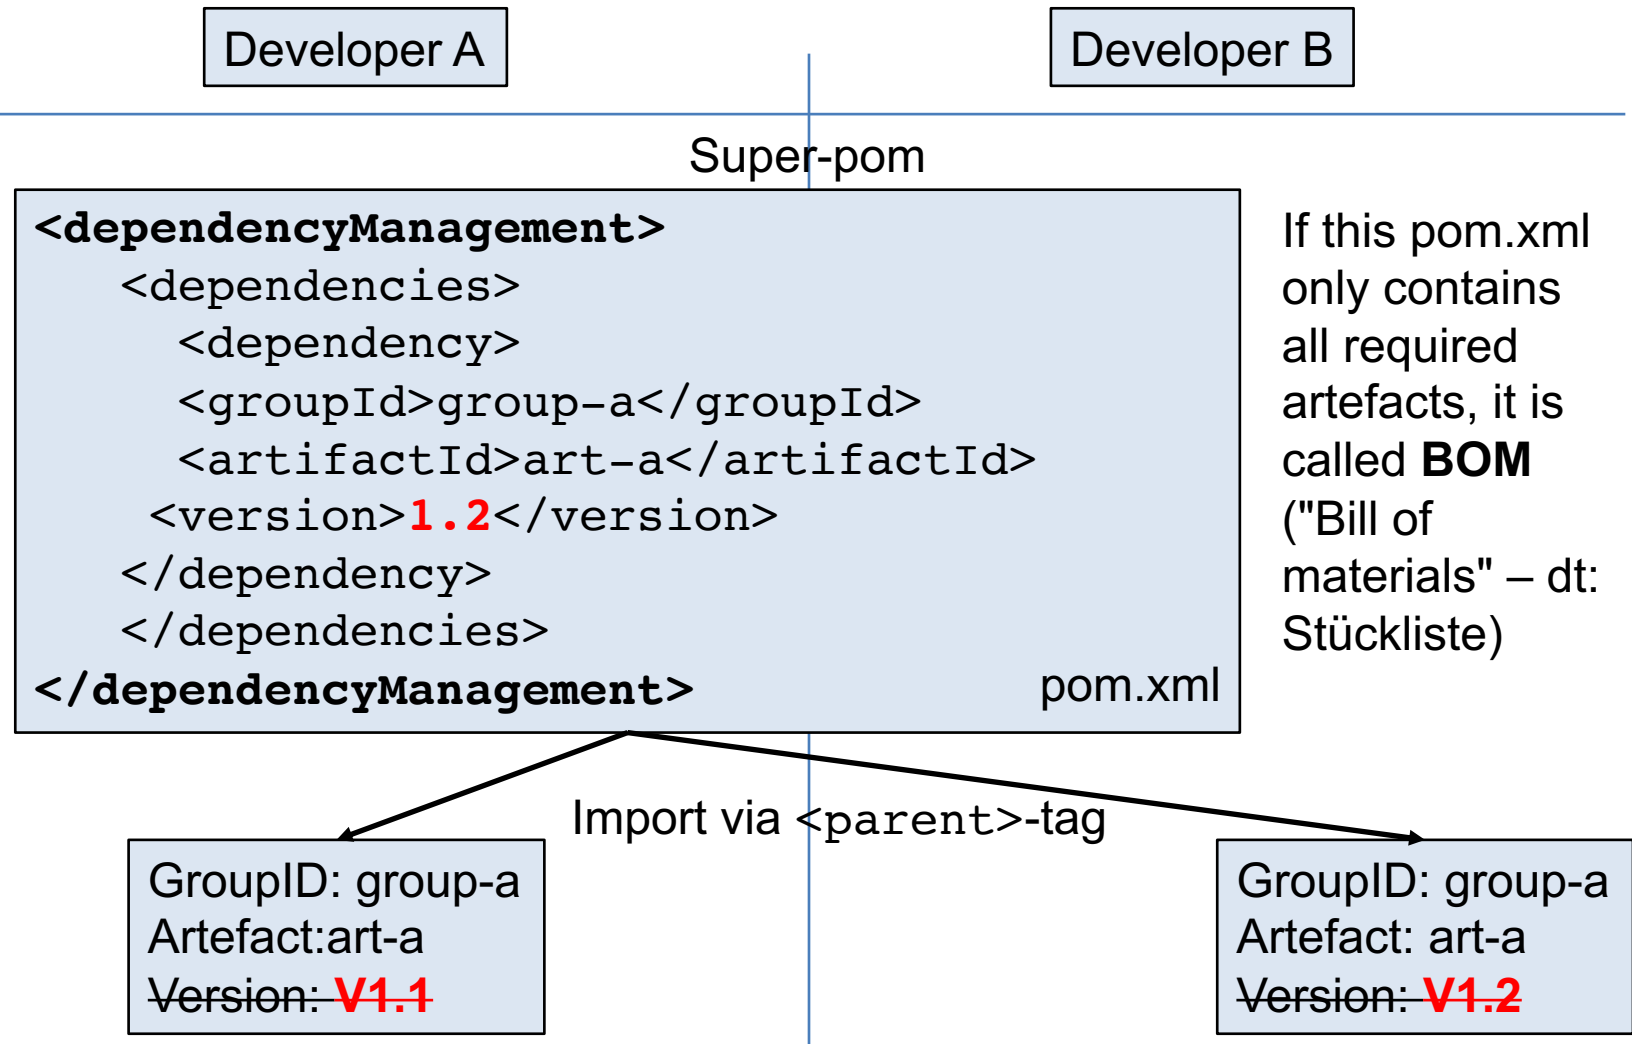 Developer A
Developer B
Super-pom
<dependencyManagement>
<dependencies>
<dependency>
<groupId>group-a</groupId>
<artifactId>art-a</artifactId>
<version>1.2</version>
</dependency>
</dependencies>
</dependencyManagement>
pom.xml
If this pom.xml
only contains
all required
artefacts, it is
called BOM
("Bill of
materials" – dt:
Stückliste)
Import via <parent>-tag
GroupID: group-a
Artefact:art-a
Version: V1.1
GroupID: group-a
Artefact: art-a
Version: V1.2